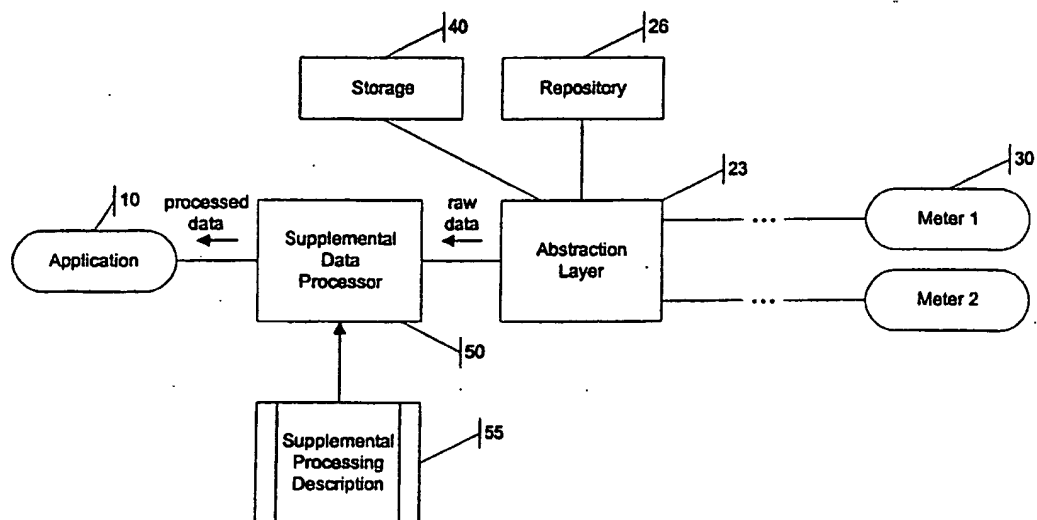 40
26
Storage
Repository
23
30
10
processed
data
raw
data
Meter 1
Application
Supplemental
Data
Processor
Abstraction
Layer
Meter 2
50
55
Supplemental
Processing
Description